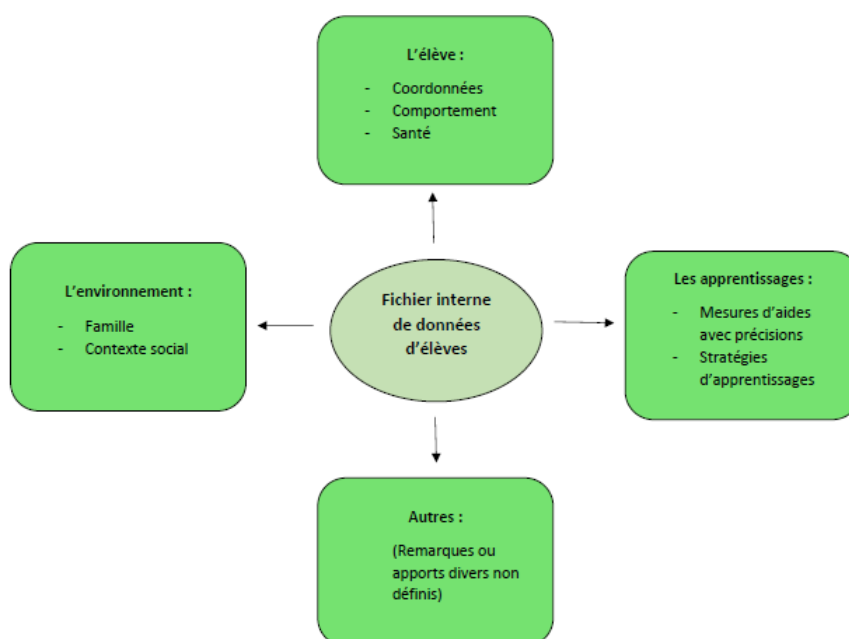 L'élève :
- Coordonnées
- Comportement
- Santé
L'environnement :
- Famille
- Contexte social
Fichier interne
de données
d'élèves
Les apprentissages :
- Mesures d'aides
avec précisions
- Stratégies
d'apprentissages
Autres :
(Remarques ou
apports divers non
définis)